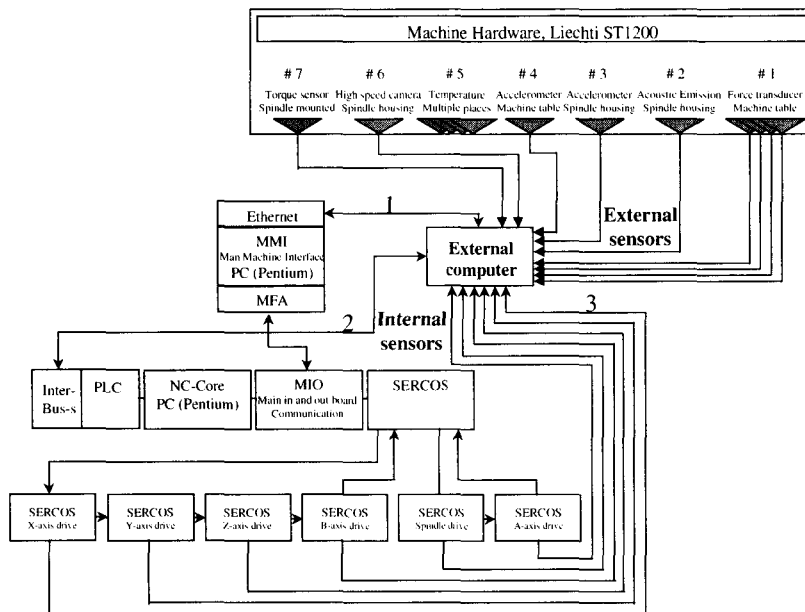 Machine Hardware, Liechti ST1200
# 7 # 6 # 5 # 4 # 3 # 2 # 1
Torque sensor High speed camera Temperature Accelerometer Accelerometer Acoustic Emission Force transducer
Spindle mounted Spindle housing Multiple places Machine table Spindle housing Spindle housing Machine table
1
Ethernet
MMI
Man Machine Interface
PC (Pentium)
MFA
External
computer
External
sensors
2
Internal
sensors
3
Inter-
Bus-s
PLC
NC-Core
PC (Pentium)
MIO
Main in and out board
Communication
SERCOS
SERCOS
X-axis drive
SERCOS
Y-axis drive
SERCOS
Z-axis drive
SERCOS
B-axis drive
SERCOS
Spindle drive
SERCOS
A-axis drive